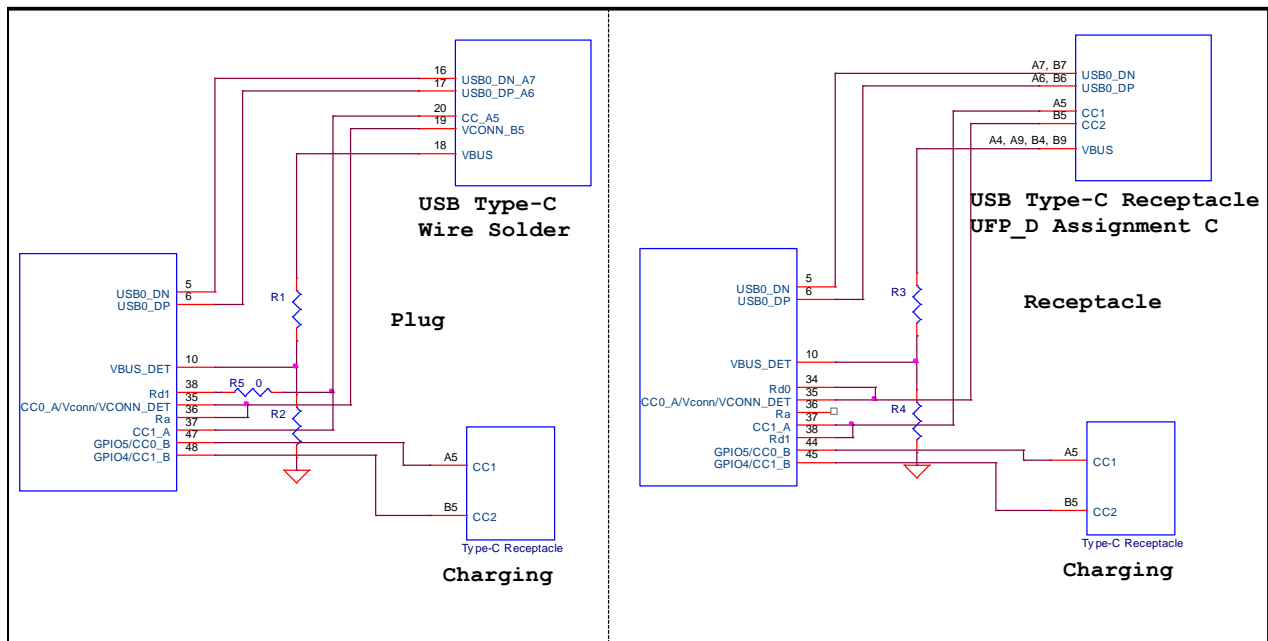 16
USB0_DN_A7
17
USB0_DP_A6
20
CC_A5
19
VCONN_B5
18
VBUS
USB Type-C
Wire Solder
5
USB0_DN
6
USB0_DP
R1
Plug
10
VBUS_DET
38
R5 0
Rd1
35
CC0_A/Vconn/VCONN_DET
36
R2
Ra
37
CC1_A
47
GPIO5/CC0_B
48
GPIO4/CC1_B
A5
CC1
B5
CC2
Type-C Receptacle
Charging
A7, B7
USB0_DN
A6, B6
USB0_DP
A5
CC1
B5
CC2
A4, A9, B4, B9
VBUS
USB Type-C Receptacle
UFP_D Assignment C
5
USB0_DN
6
USB0_DP
R3
Receptacle
10
VBUS_DET
34
Rd0
35
CC0_A/Vconn/VCONN_DET
36
R4
Ra
37
CC1_A
38
Rd1
44
GPIO5/CC0_B
45
GPIO4/CC1_B
A5
CC1
B5
CC2
Type-C Receptacle
Charging